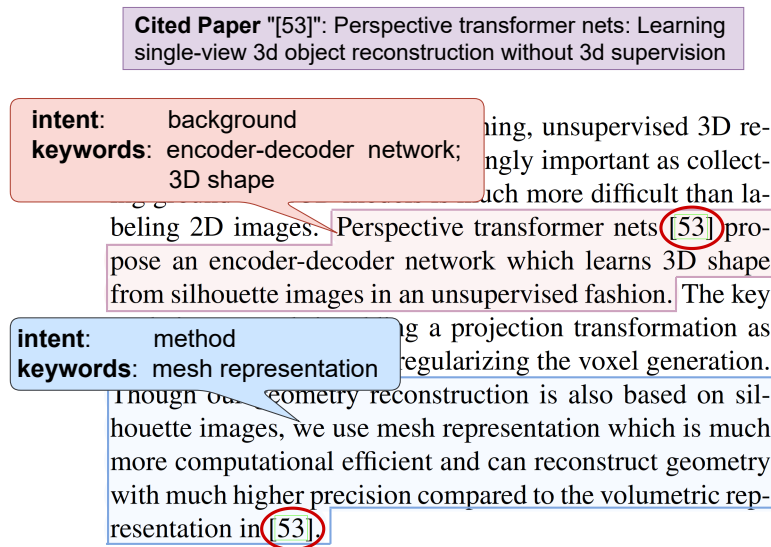 Cited Paper "[53]": Perspective transformer nets: Learning
single-view 3d object reconstruction without 3d supervision
intent: background
keywords: encoder-decoder network;
3D shape
unsupervised 3D re-
important as collect-
much more difficult than la-
beling 2D images. Perspective transformer nets [53] pro-
pose an encoder-decoder network which learns 3D shape
from silhouette images in an unsupervised fashion. The key
intent: method
keywords: mesh representation
a projection transformation as
regularizing the voxel generation.
Though our geometry reconstruction is also based on sil-
houette images, we use mesh representation which is much
more computational efficient and can reconstruct geometry
with much higher precision compared to the volumetric rep-
resentation in [53].